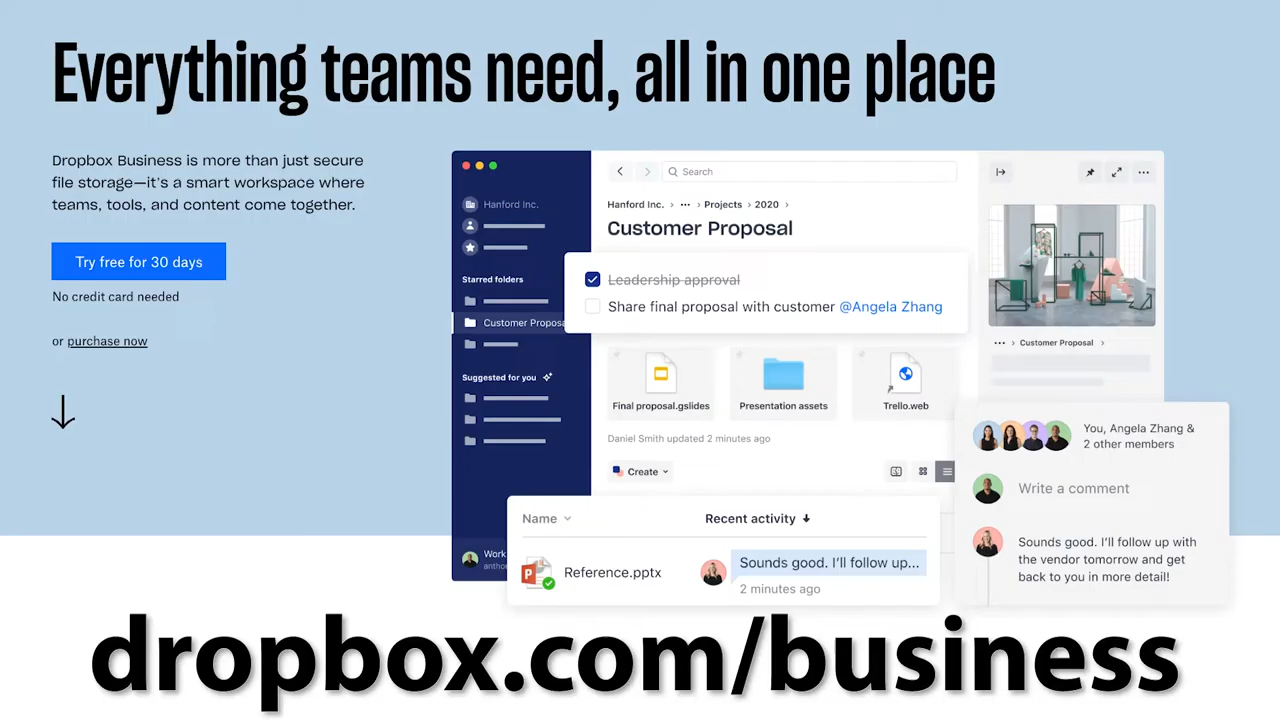 Everything teams need, all in one place
Dropbox Business is more than just secure
file storage—it's a smart workspace where
teams, tools, and content come together.
Try free for 30 days
No credit card needed
or purchase now
Hanford Inc.
Starred folders
Customer Proposa
Suggested for you
Work
antho
Search
Hanford Inc. > ••• > Projects > 2020 >
Customer Proposal
Leadership approval
Share final proposal with customer @Angela Zhang
Final proposal.gslides
Presentation assets
Trello.web
Daniel Smith updated 2 minutes ago
Create
Name
Recent activity
Reference.pptx
Sounds good. I'll follow up...
2 minutes ago
••• > Customer Proposal >
You, Angela Zhang &
2 other members
Write a comment
Sounds good. I'll follow up with
the vendor tomorrow and get
back to you in more detail!
dropbox.com/business